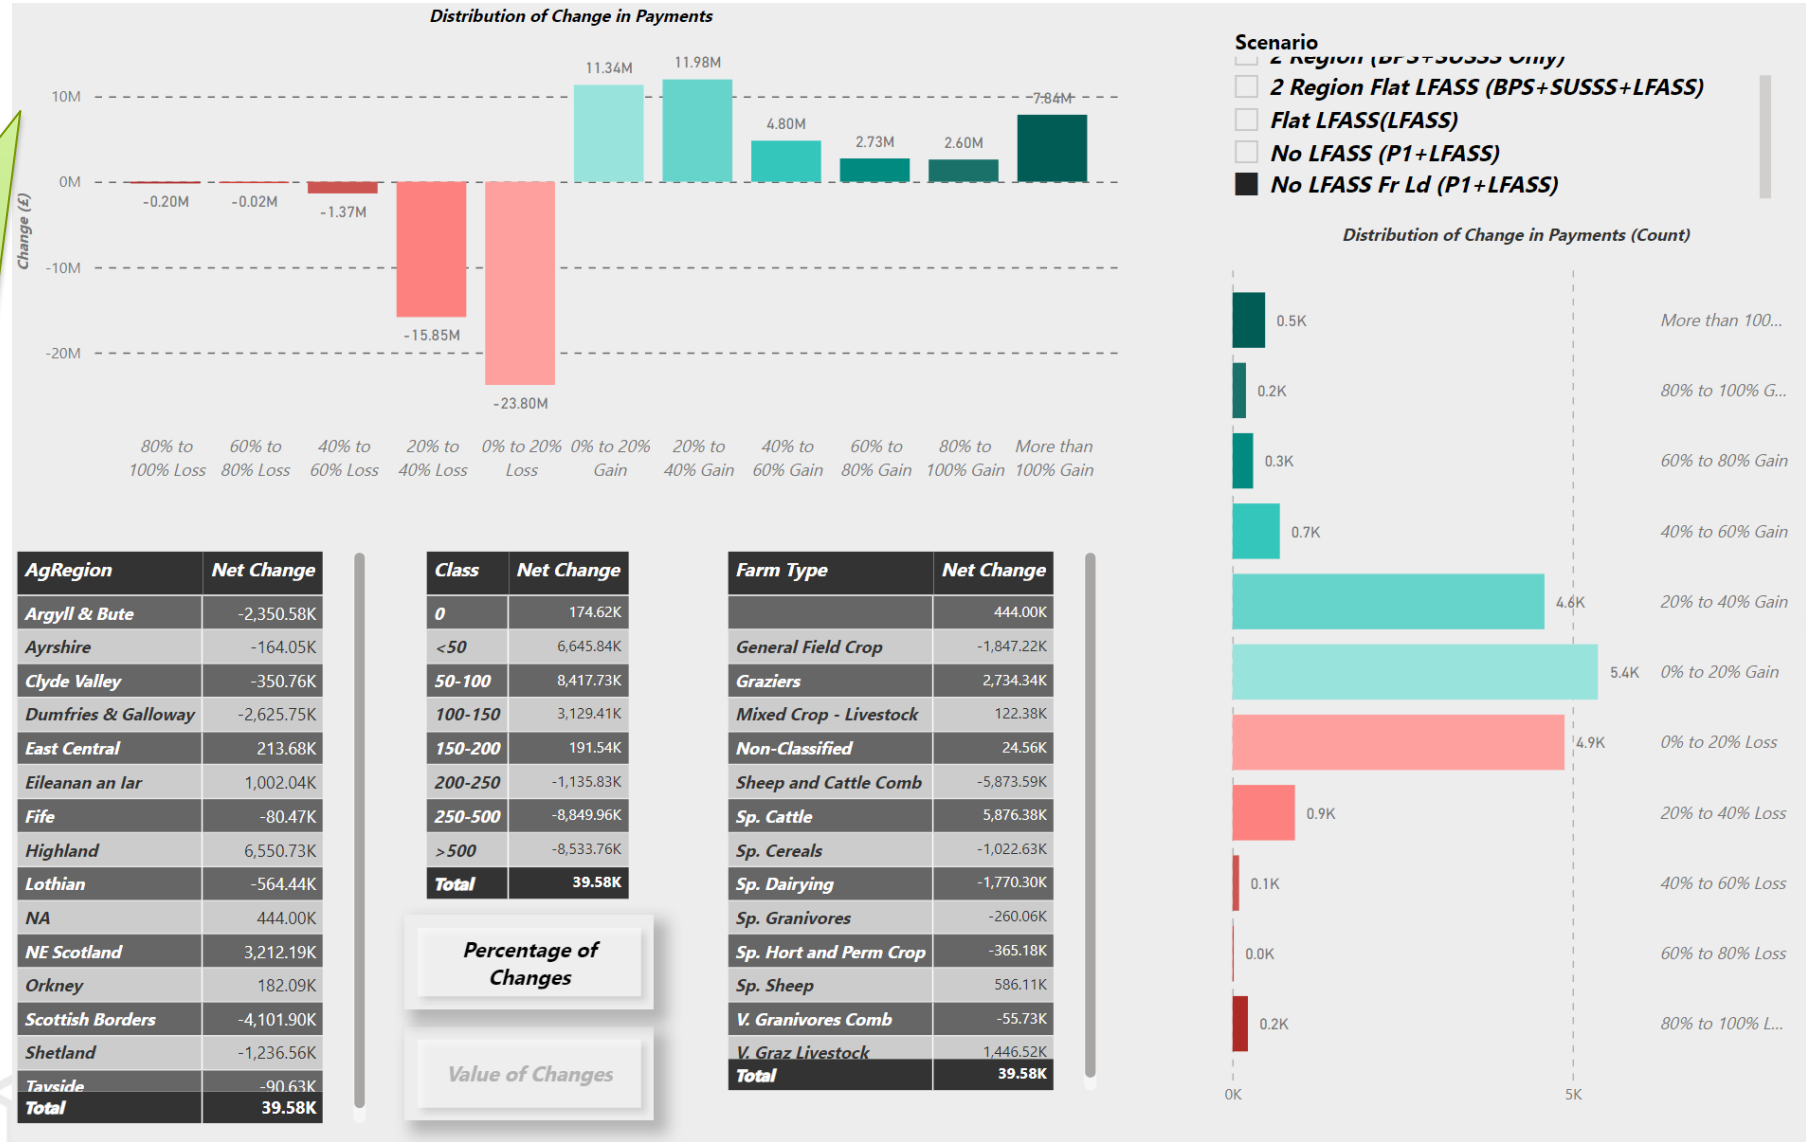 Distribution of Change in Payments
11.34M
11.98M
4.80M
2.73M
2.60M
7.84M
-0.20M
-0.02M
-1.37M
-15.85M
-23.80M
10M
0M
-10M
-20M
Change (£)
80% to
100% Loss
60% to
80% Loss
40% to
60% Loss
20% to
40% Loss
0% to 20%
Loss
0% to 20%
Gain
20% to
40% Gain
40% to
60% Gain
60% to
80% Gain
80% to
100% Gain
More than
100% Gain
Scenario
2 Region (BPS+SUSSS Only)
2 Region Flat LFASS (BPS+SUSSS+LFASS)
Flat LFASS(LFASS)
No LFASS (P1+LFASS)
No LFASS Fr Ld (P1+LFASS)
Distribution of Change in Payments (Count)
0.5K More than 100...
0.2K 80% to 100% G...
0.3K 60% to 80% Gain
0.7K 40% to 60% Gain
4.6K 20% to 40% Gain
5.4K 0% to 20% Gain
4.9K 0% to 20% Loss
0.9K 20% to 40% Loss
0.1K 40% to 60% Loss
0.0K 60% to 80% Loss
0.2K 80% to 100% L...
0K 5K
AgRegion Net Change
Argyll & Bute -2,350.58K
Ayrshire -164.05K
Clyde Valley -350.76K
Dumfries & Galloway -2,625.75K
East Central 213.68K
Eileanan an Iar 1,002.04K
Fife -80.47K
Highland 6,550.73K
Lothian -564.44K
NA 444.00K
NE Scotland 3,212.19K
Orkney 182.09K
Scottish Borders -4,101.90K
Shetland -1,236.56K
Tayside -90.63K
Total 39.58K
Class Net Change
0 174.62K
<50 6,645.84K
50-100 8,417.73K
100-150 3,129.41K
150-200 191.54K
200-250 -1,135.83K
250-500 -8,849.96K
>500 -8,533.76K
Total 39.58K
Percentage of
Changes
Value of Changes
Farm Type Net Change
444.00K
General Field Crop -1,847.22K
Graziers 2,734.34K
Mixed Crop - Livestock 122.38K
Non-Classified 24.56K
Sheep and Cattle Comb -5,873.59K
Sp. Cattle 5,876.38K
Sp. Cereals -1,022.63K
Sp. Dairying -1,770.30K
Sp. Granivores -260.06K
Sp. Hort and Perm Crop -365.18K
Sp. Sheep 586.11K
V. Granivores Comb -55.73K
V. Graz Livestock 1,446.52K
Total 39.58K